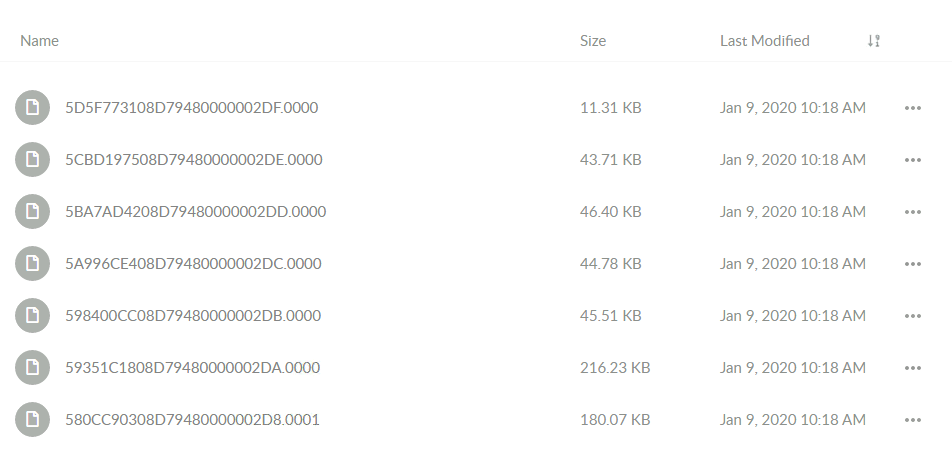 Name Size Last Modified
5D5F773108D79480000002DF.0000 11.31 KB Jan 9, 2020 10:18 AM
5CBD197508D79480000002DE.0000 43.71 KB Jan 9, 2020 10:18 AM
5BA7AD4208D79480000002DD.0000 46.40 KB Jan 9, 2020 10:18 AM
5A996CE408D79480000002DC.0000 44.78 KB Jan 9, 2020 10:18 AM
598400CC08D79480000002DB.0000 45.51 KB Jan 9, 2020 10:18 AM
59351C1808D79480000002DA.0000 216.23 KB Jan 9, 2020 10:18 AM
580CC90308D79480000002D8.0001 180.07 KB Jan 9, 2020 10:18 AM